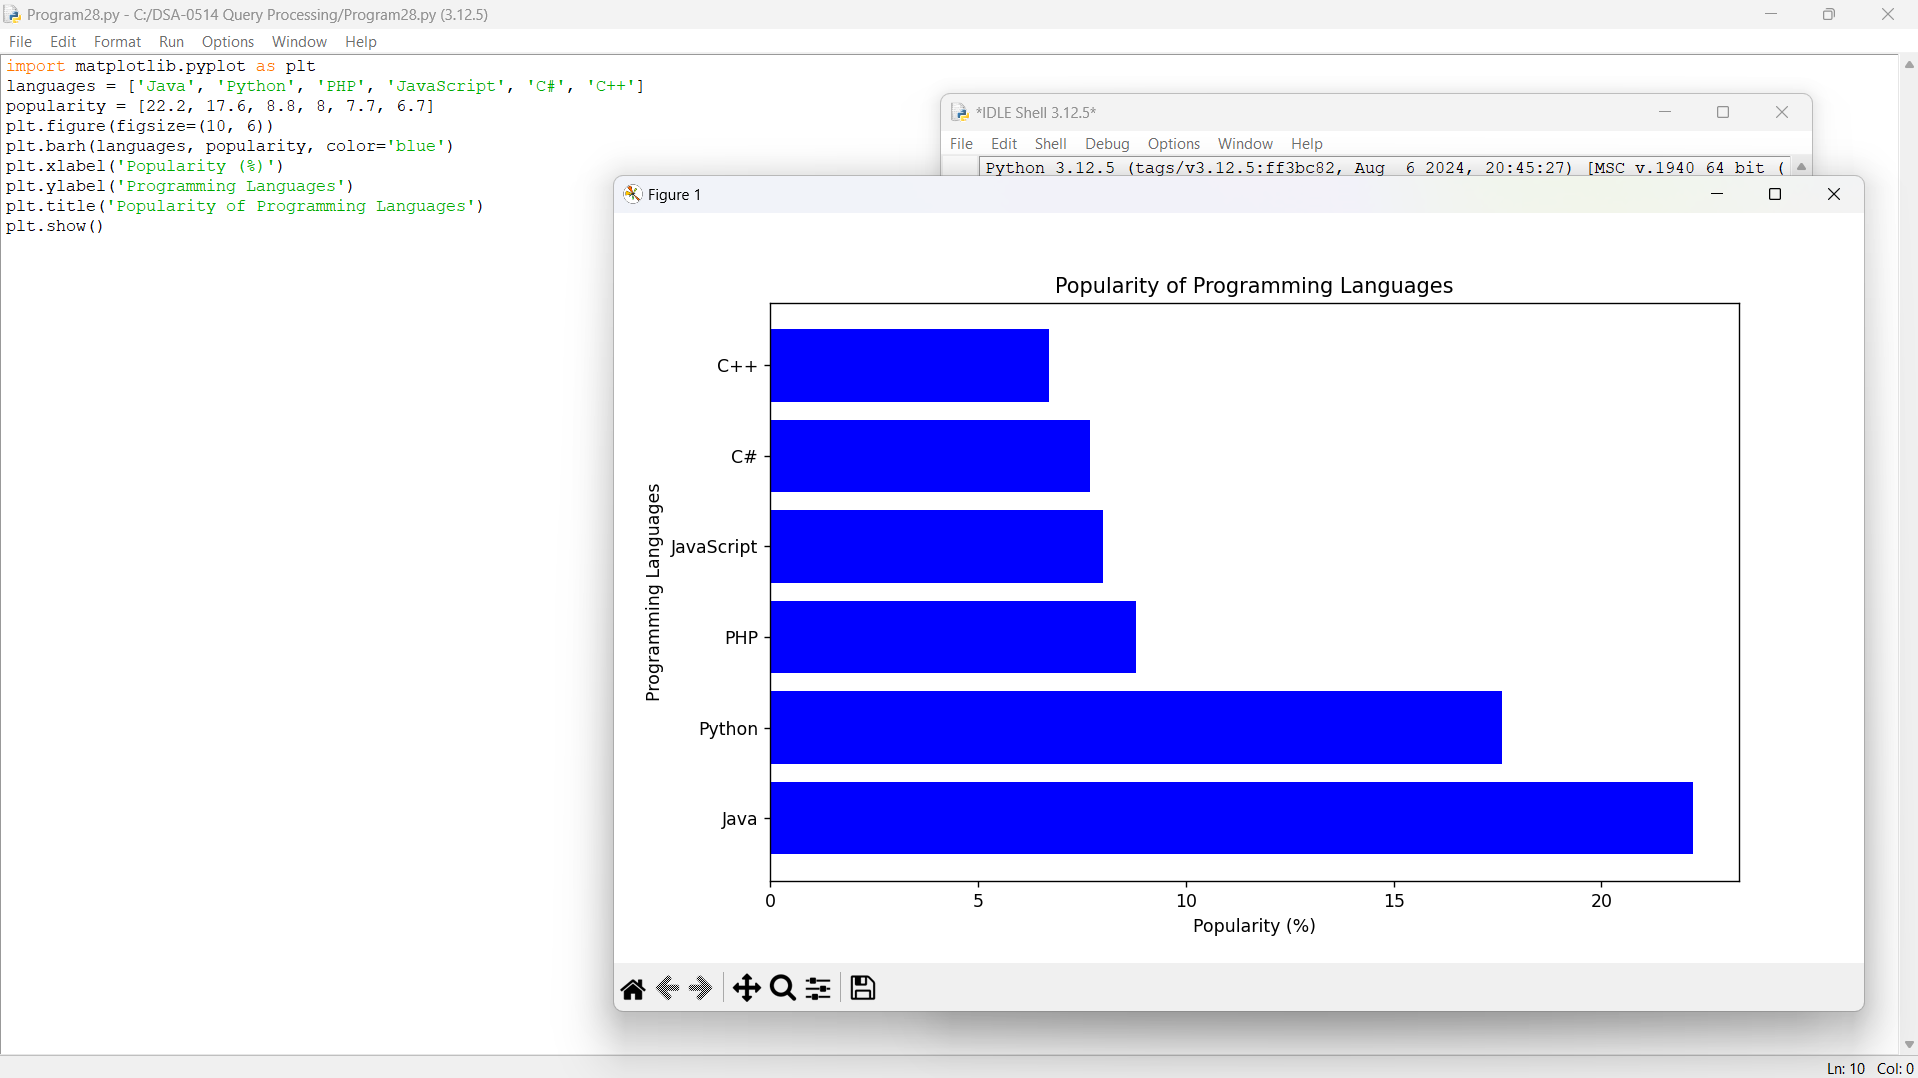 Program28.py - C:/DSA-0514 Query Processing/Program28.py (3.12.5)
File Edit Format Run Options Window Help
import matplotlib.pyplot as plt
languages = ['Java', 'Python', 'PHP', 'JavaScript', 'C#', 'C++']
popularity = [22.2, 17.6, 8.8, 8, 7.7, 6.7]
plt.figure(figsize=(10, 6))
plt.barh(languages, popularity, color='blue')
plt.xlabel('Popularity (%)')
plt.ylabel('Programming Languages')
plt.title('Popularity of Programming Languages')
plt.show()
*IDLE Shell 3.12.5*
File Edit Shell Debug Options Window Help
Python 3.12.5 (tags/v3.12.5:ff3bc82, Aug  6 2024, 20:45:27) [MSC v.1940 64 bit (
Figure 1
Popularity of Programming Languages
Programming Languages
C++
C#
JavaScript
PHP
Python
Java
0 5 10 15 20
Popularity (%)
Ln: 10 Col: 0